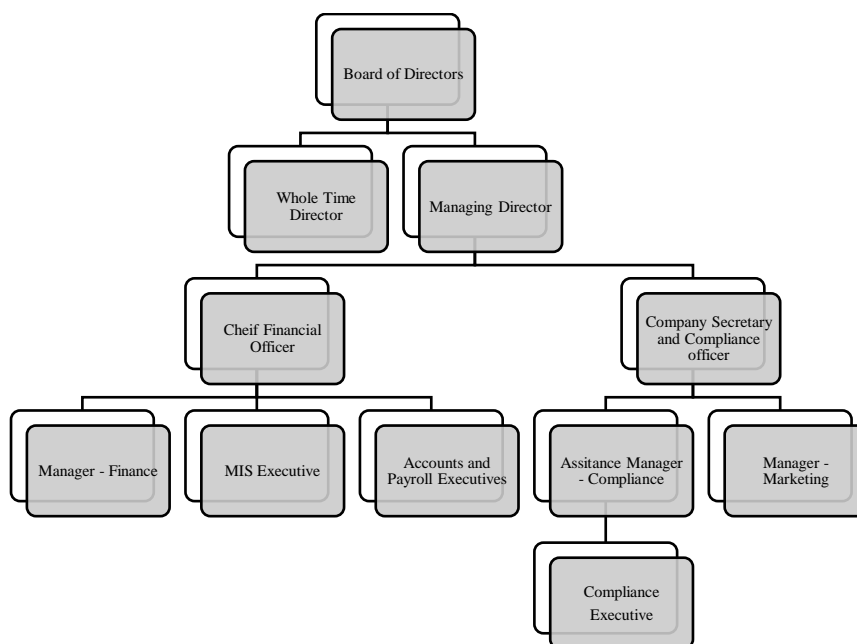 Board of Directors
Whole Time
Director
Managing Director
Cheif Financial
Officer
Company Secretary
and Compliance
officer
Manager - Finance
MIS Executive
Accounts and
Payroll Executives
Assitance Manager
- Compliance
Manager -
Marketing
Compliance
Executive